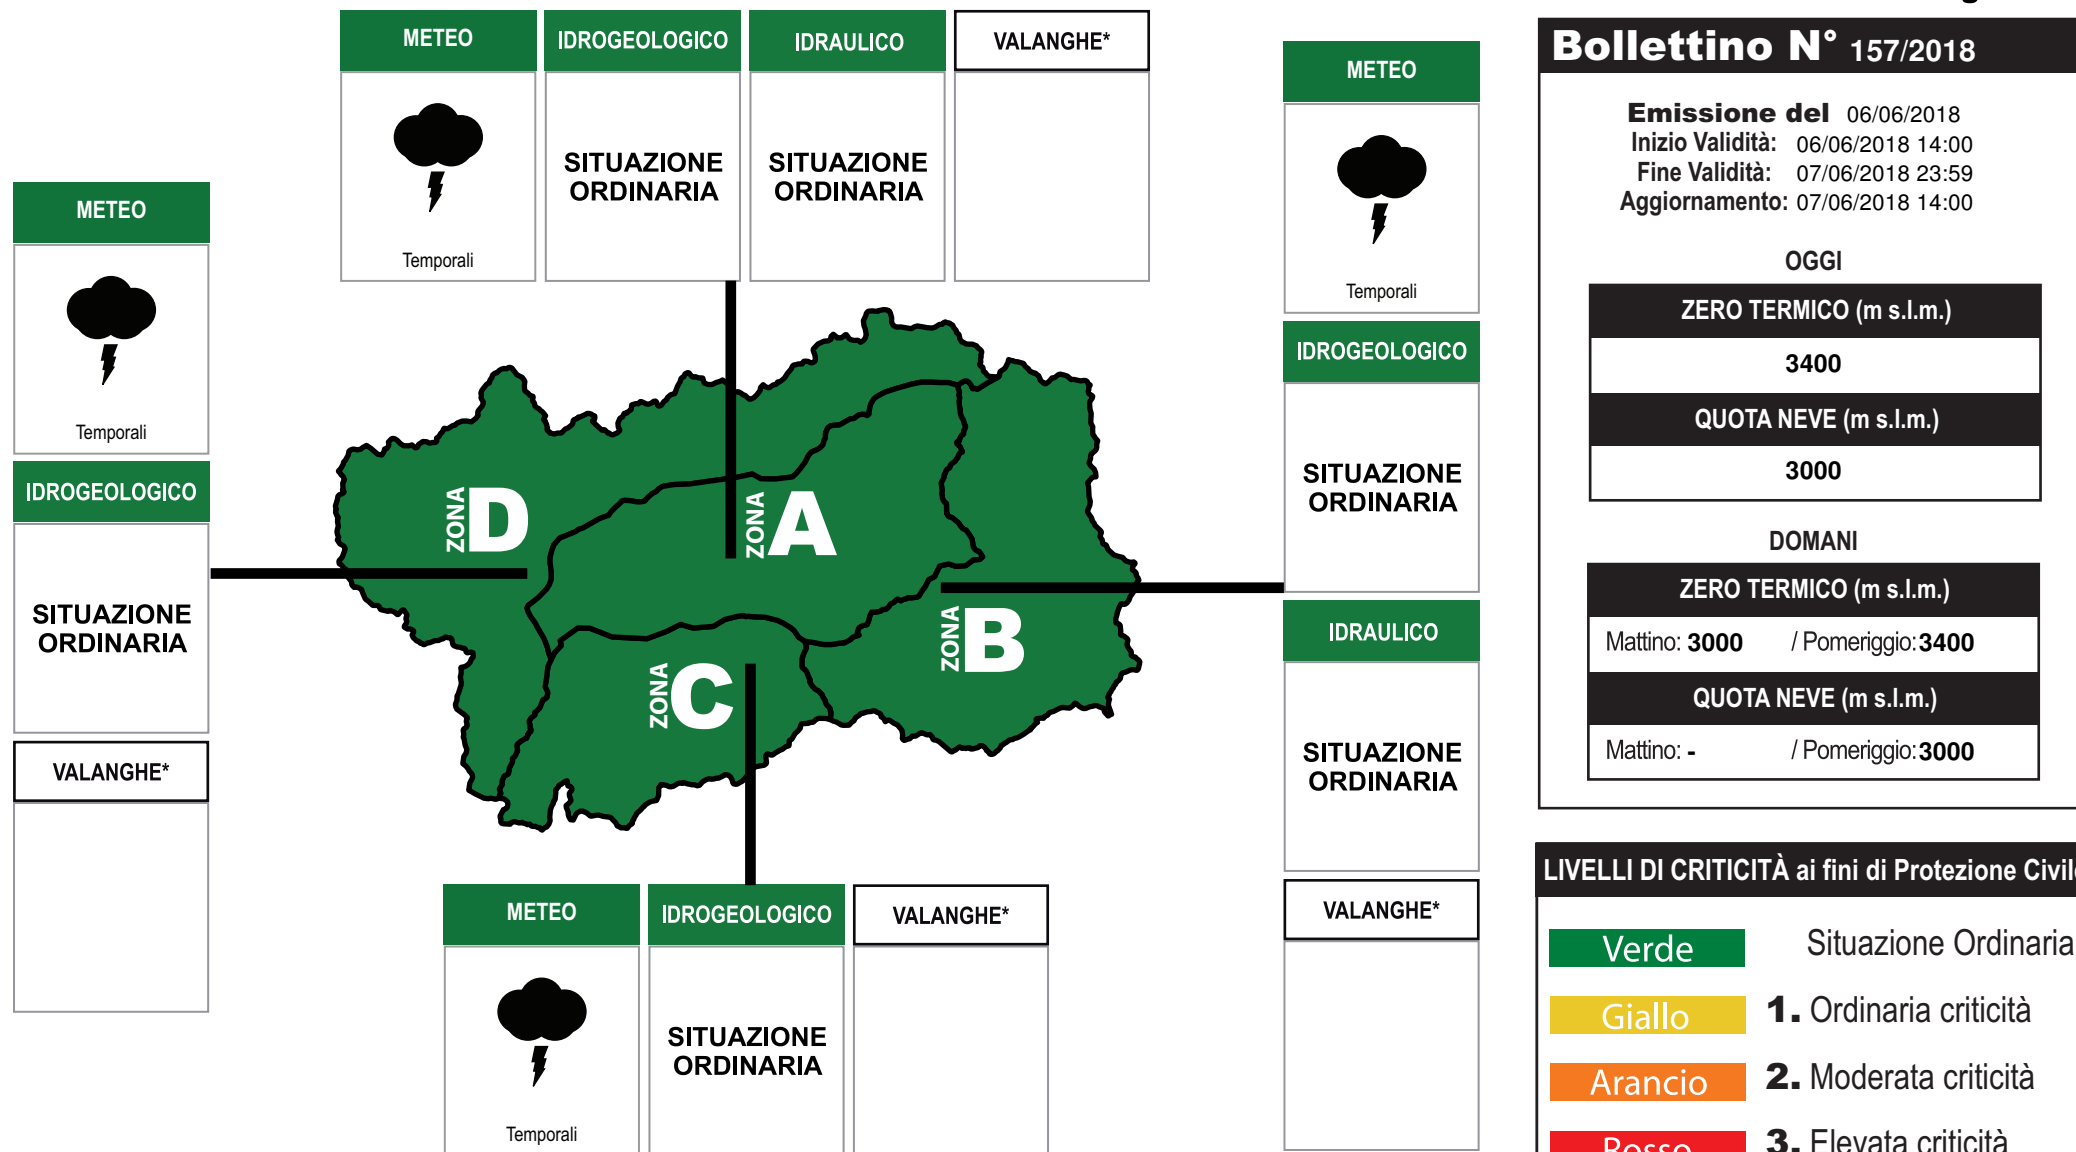 METEO
IDROGEOLOGICO
IDRAULICO
VALANGHE*
Temporali
SITUAZIONE
ORDINARIA
SITUAZIONE
ORDINARIA
METEO
Temporali
IDROGEOLOGICO
SITUAZIONE
ORDINARIA
VALANGHE*
METEO
Temporali
IDROGEOLOGICO
SITUAZIONE
ORDINARIA
IDRAULICO
SITUAZIONE
ORDINARIA
VALANGHE*
ZONA D
ZONA A
ZONA B
ZONA C
METEO
IDROGEOLOGICO
VALANGHE*
Temporali
SITUAZIONE
ORDINARIA
Bollettino N° 157/2018
Emissione del 06/06/2018
Inizio Validità: 06/06/2018 14:00
Fine Validità: 07/06/2018 23:59
Aggiornamento: 07/06/2018 14:00
OGGI
ZERO TERMICO (m s.l.m.)
3400
QUOTA NEVE (m s.l.m.)
3000
DOMANI
ZERO TERMICO (m s.l.m.)
Mattino: 3000 / Pomeriggio: 3400
QUOTA NEVE (m s.l.m.)
Mattino: - / Pomeriggio: 3000
LIVELLI DI CRITICITÀ ai fini di Protezione Civile
Verde Situazione Ordinaria
Giallo 1. Ordinaria criticità
Arancio 2. Moderata criticità
Rosso 3. Elevata criticità